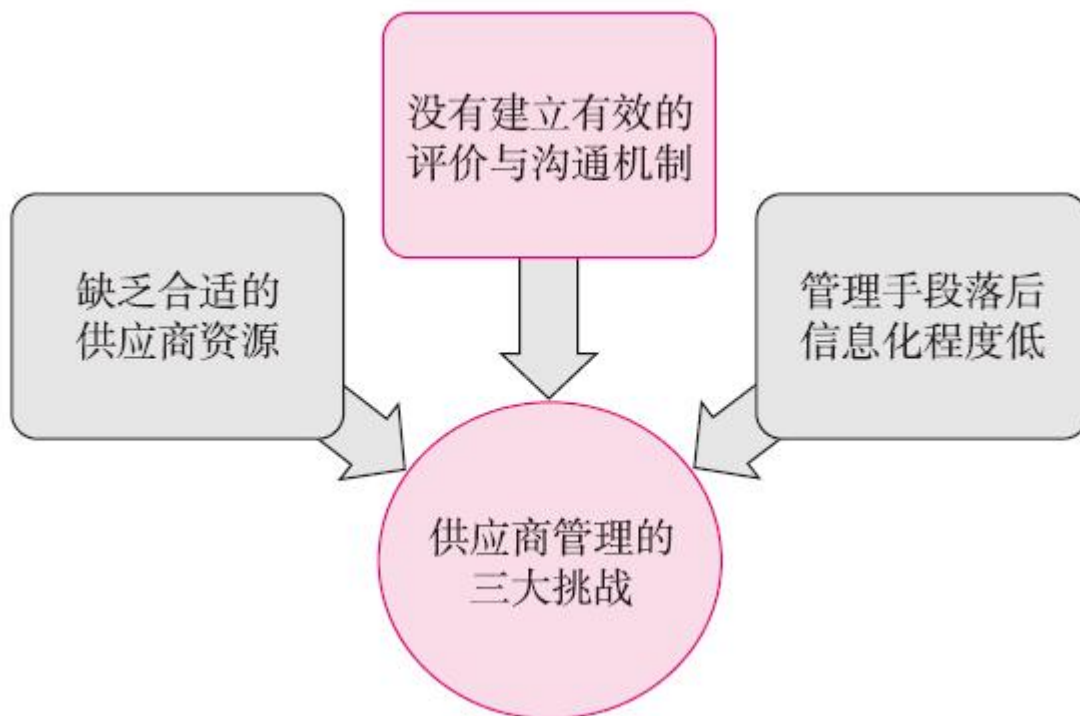 没有建立有效的
评价与沟通机制
缺乏合适的
供应商资源
管理手段落后
信息化程度低
供应商管理的
三大挑战